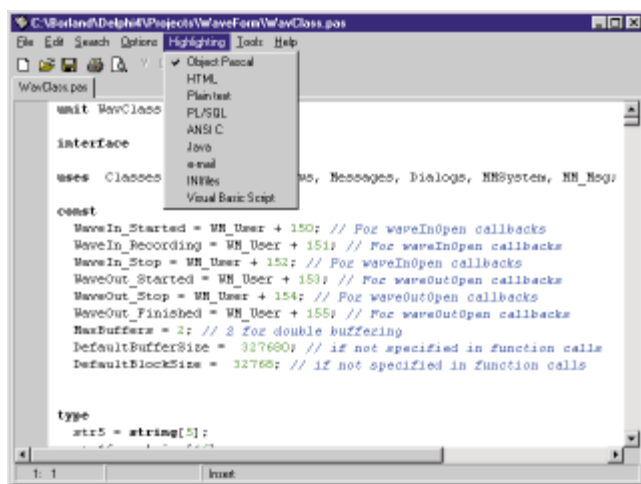 C:\Borland\Delphi4\Projects\WaveForm\WavClass.pas
File Edit Search Options Highlighting Tools Help
WavClass.pas
Object Pascal
HTML
Plain text
PL/SQL
ANSI C
Java
e-mail
INIfiles
Visual Basic Script
unit WavClass
interface
uses Classes ws, Messages, Dialogs, MMSystem, MM_Msg;
const
WaveIn_Started = WM_User + 150; // For waveInOpen callbacks
WaveIn_Recording = WM_User + 151; // For waveInOpen callbacks
WaveIn_Stop = WM_User + 152; // For waveInOpen callbacks
WaveOut_Started = WM_User + 153; // For waveOutOpen callbacks
WaveOut_Stop = WM_User + 154; // For waveOutOpen callbacks
WaveOut_Finished = WM_User + 155; // For waveOutOpen callbacks
MaxBuffers = 2; // 2 for double buffering
DefaultBufferSize = 327680; // if not specified in function calls
DefaultBlockSize = 32768; // if not specified in function calls
type
str5 = string[5];
1: 1 Insert